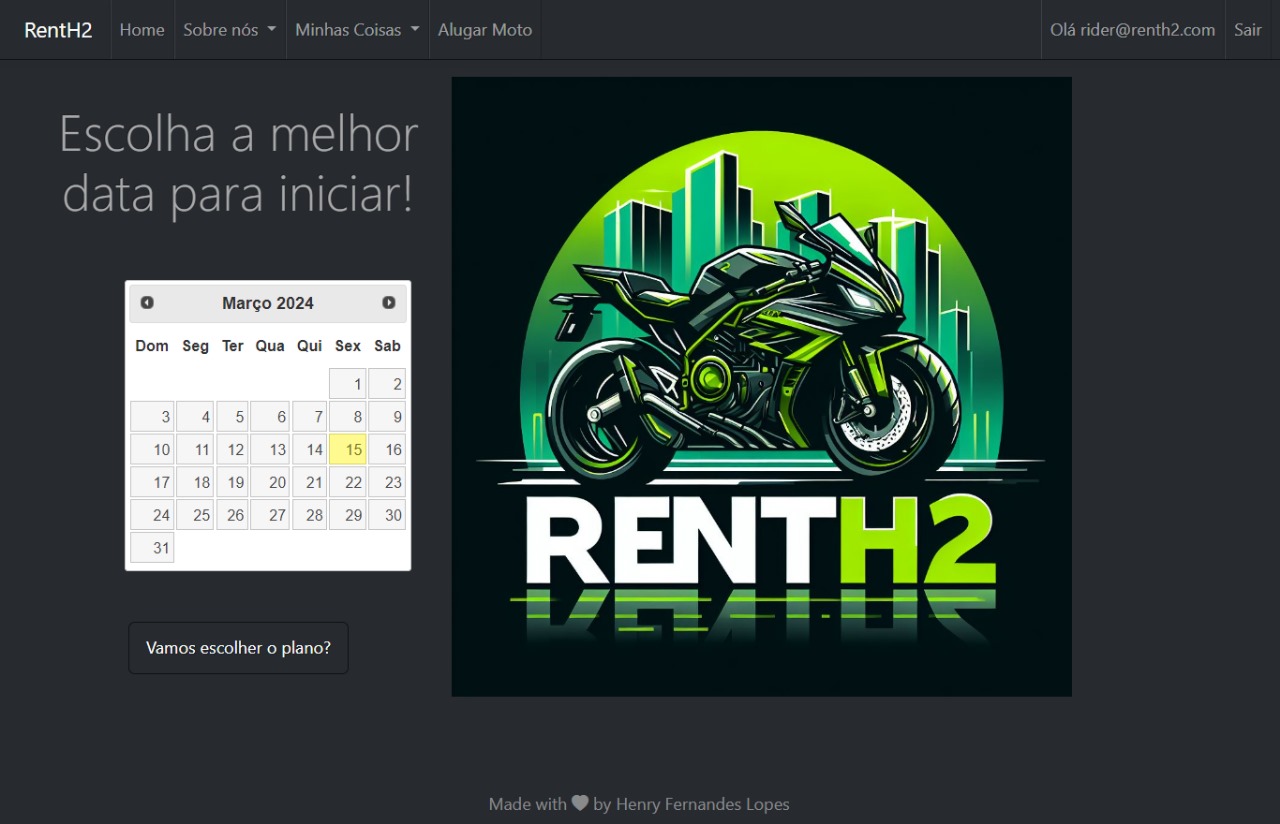 RentH2 Home Sobre nós Minhas Coisas Alugar Moto Olá rider@renth2.com Sair
Escolha a melhor
data para iniciar!
Março 2024
Dom Seg Ter Qua Qui Sex Sab
1 2
3 4 5 6 7 8 9
10 11 12 13 14 15 16
17 18 19 20 21 22 23
24 25 26 27 28 29 30
31
Vamos escolher o plano?
RENTH2
Made with by Henry Fernandes Lopes